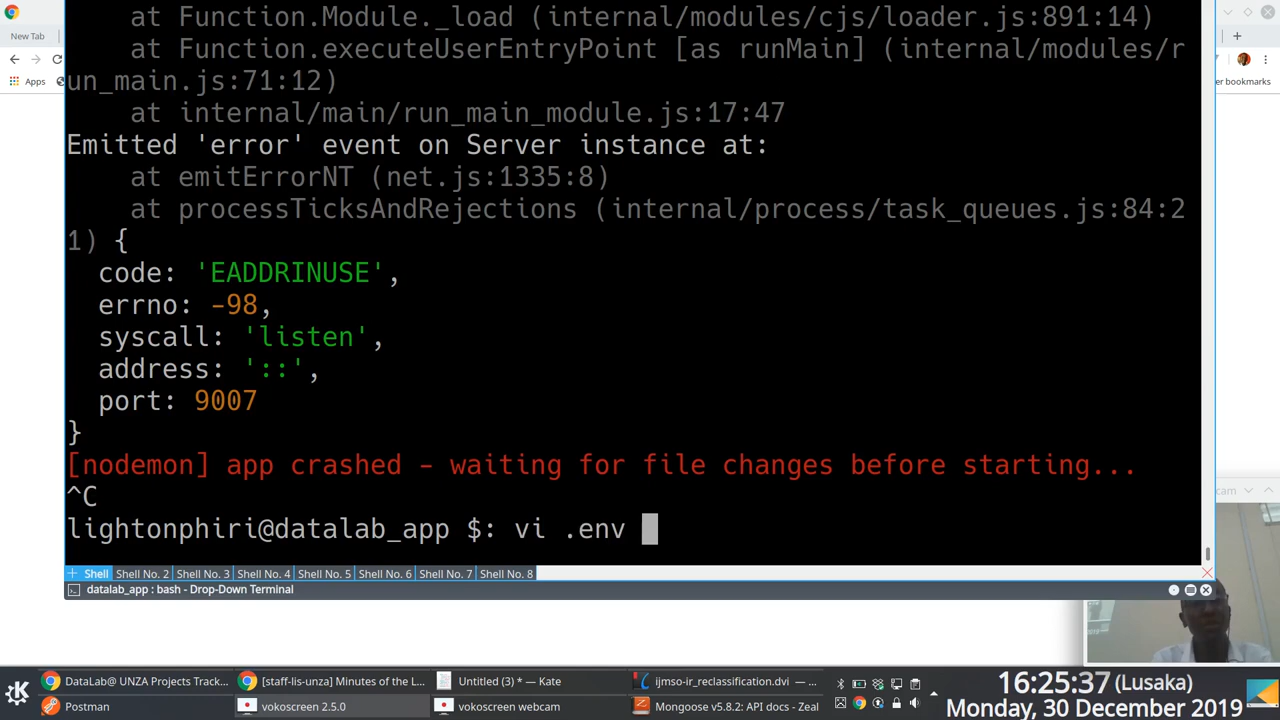 at Function.Module._load (internal/modules/cjs/loader.js:891:14)
New Tab
at Function.executeUserEntryPoint [as runMain] (internal/modules/r
un_main.js:71:12)
Apps
er bookmarks
at internal/main/run_main_module.js:17:47
Emitted 'error' event on Server instance at:
at emitErrorNT (net.js:1335:8)
at processTicksAndRejections (internal/process/task_queues.js:84:2
1) {
code: 'EADDRINUSE',
errno: -98,
syscall: 'listen',
address: '::',
port: 9007
}
[nodemon] app crashed - waiting for file changes before starting...
^C
cam
lightonphiri@datalab_app $: vi .env
Shell Shell No. 2 Shell No. 3 Shell No. 4 Shell No. 5 Shell No. 6 Shell No. 7 Shell No. 8
datalab_app : bash - Drop-Down Terminal
DataLab@ UNZA Projects Track... [staff-lis-unza] Minutes of the L... Untitled (3) * — Kate ijmso-ir_reclassification.dvi — ...
Postman vokoscreen 2.5.0 vokoscreen webcam Mongoose v5.8.2: API docs - Zeal
16:25:37 (Lusaka)
Monday, 30 December 2019